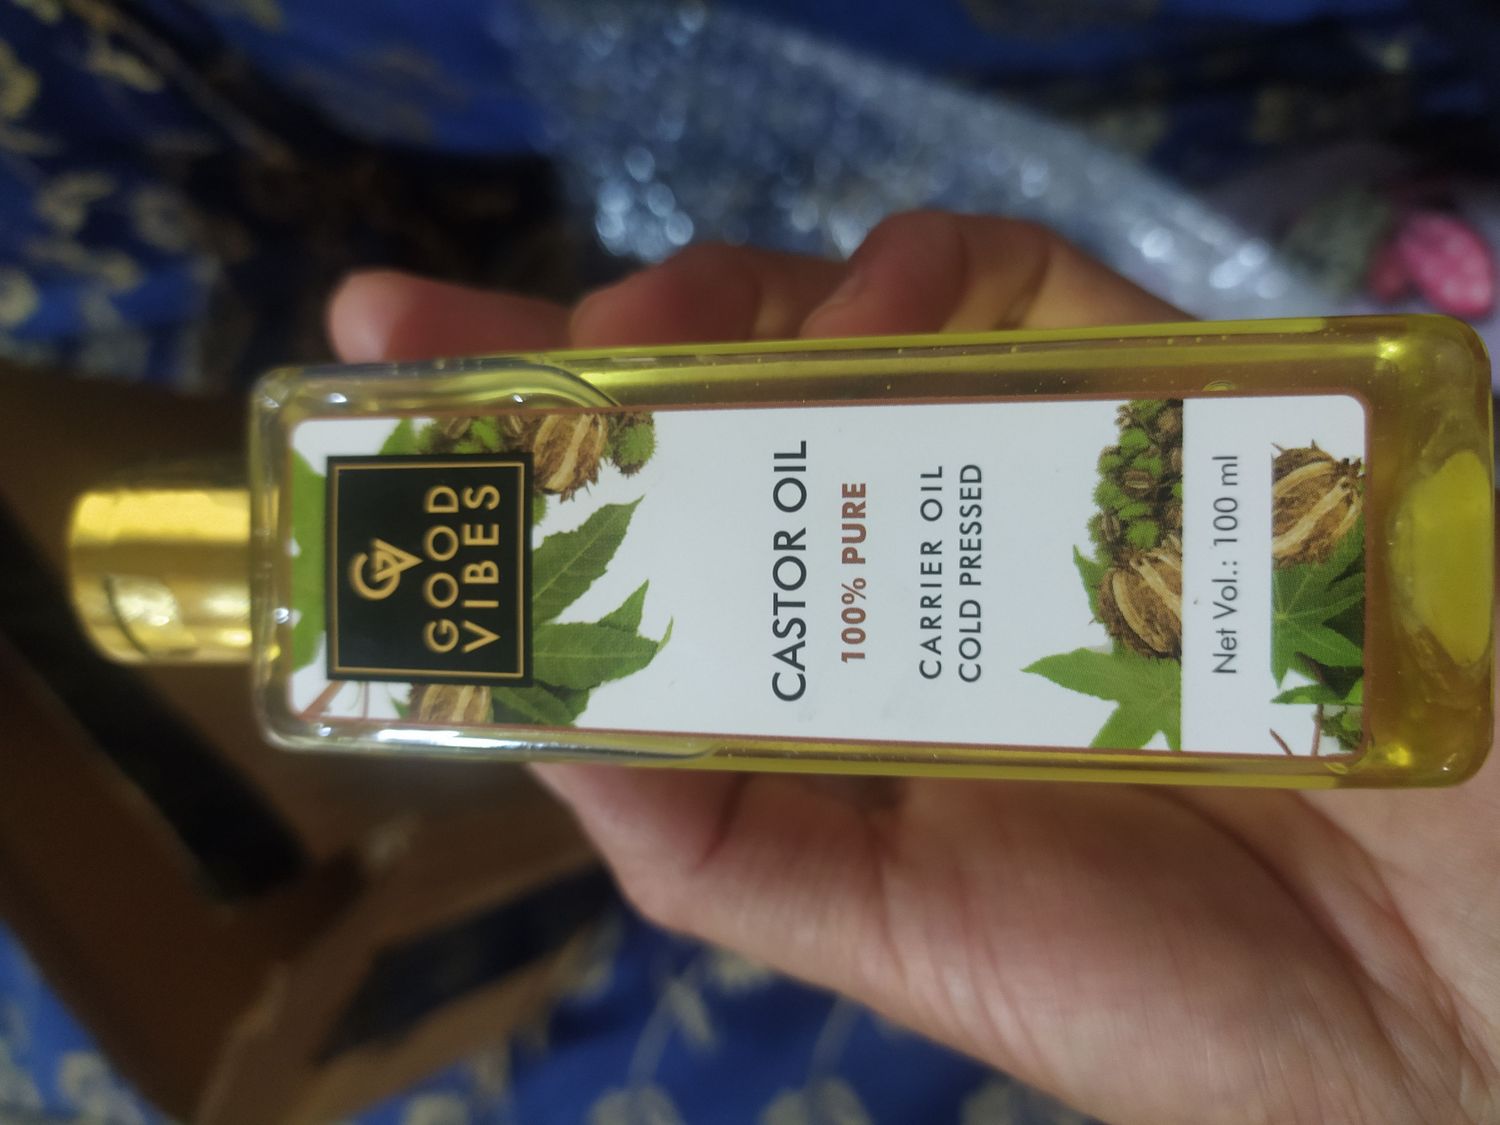 GOOD
VIBES
CASTOR OIL
100% PURE
CARRIER OIL
COLD PRESSED
Net Vol.: 100 ml